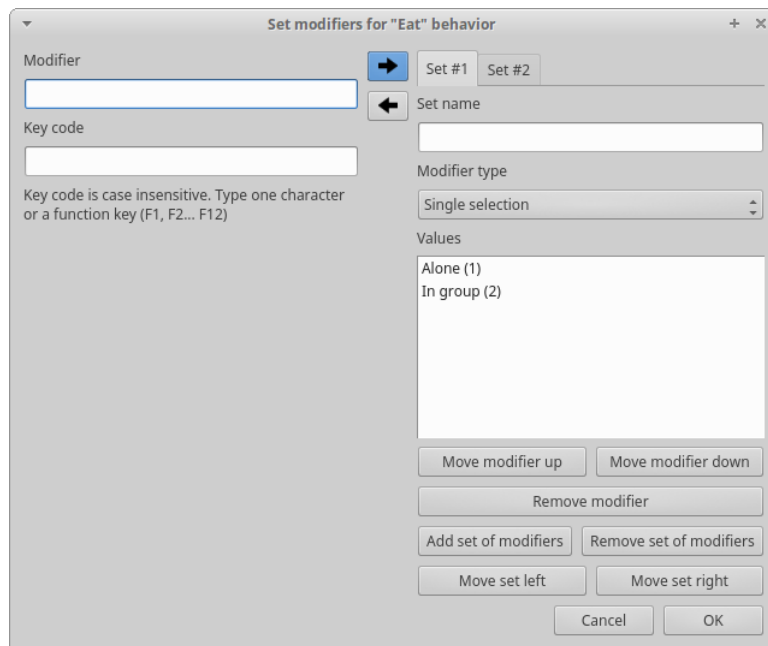 Set modifiers for "Eat" behavior
Modifier
Key code
Key code is case insensitive. Type one character
or a function key (F1, F2... F12)
Set #1 Set #2
Set name
Modifier type
Single selection
Values
Alone (1)
In group (2)
Move modifier up Move modifier down
Remove modifier
Add set of modifiers Remove set of modifiers
Move set left Move set right
Cancel OK